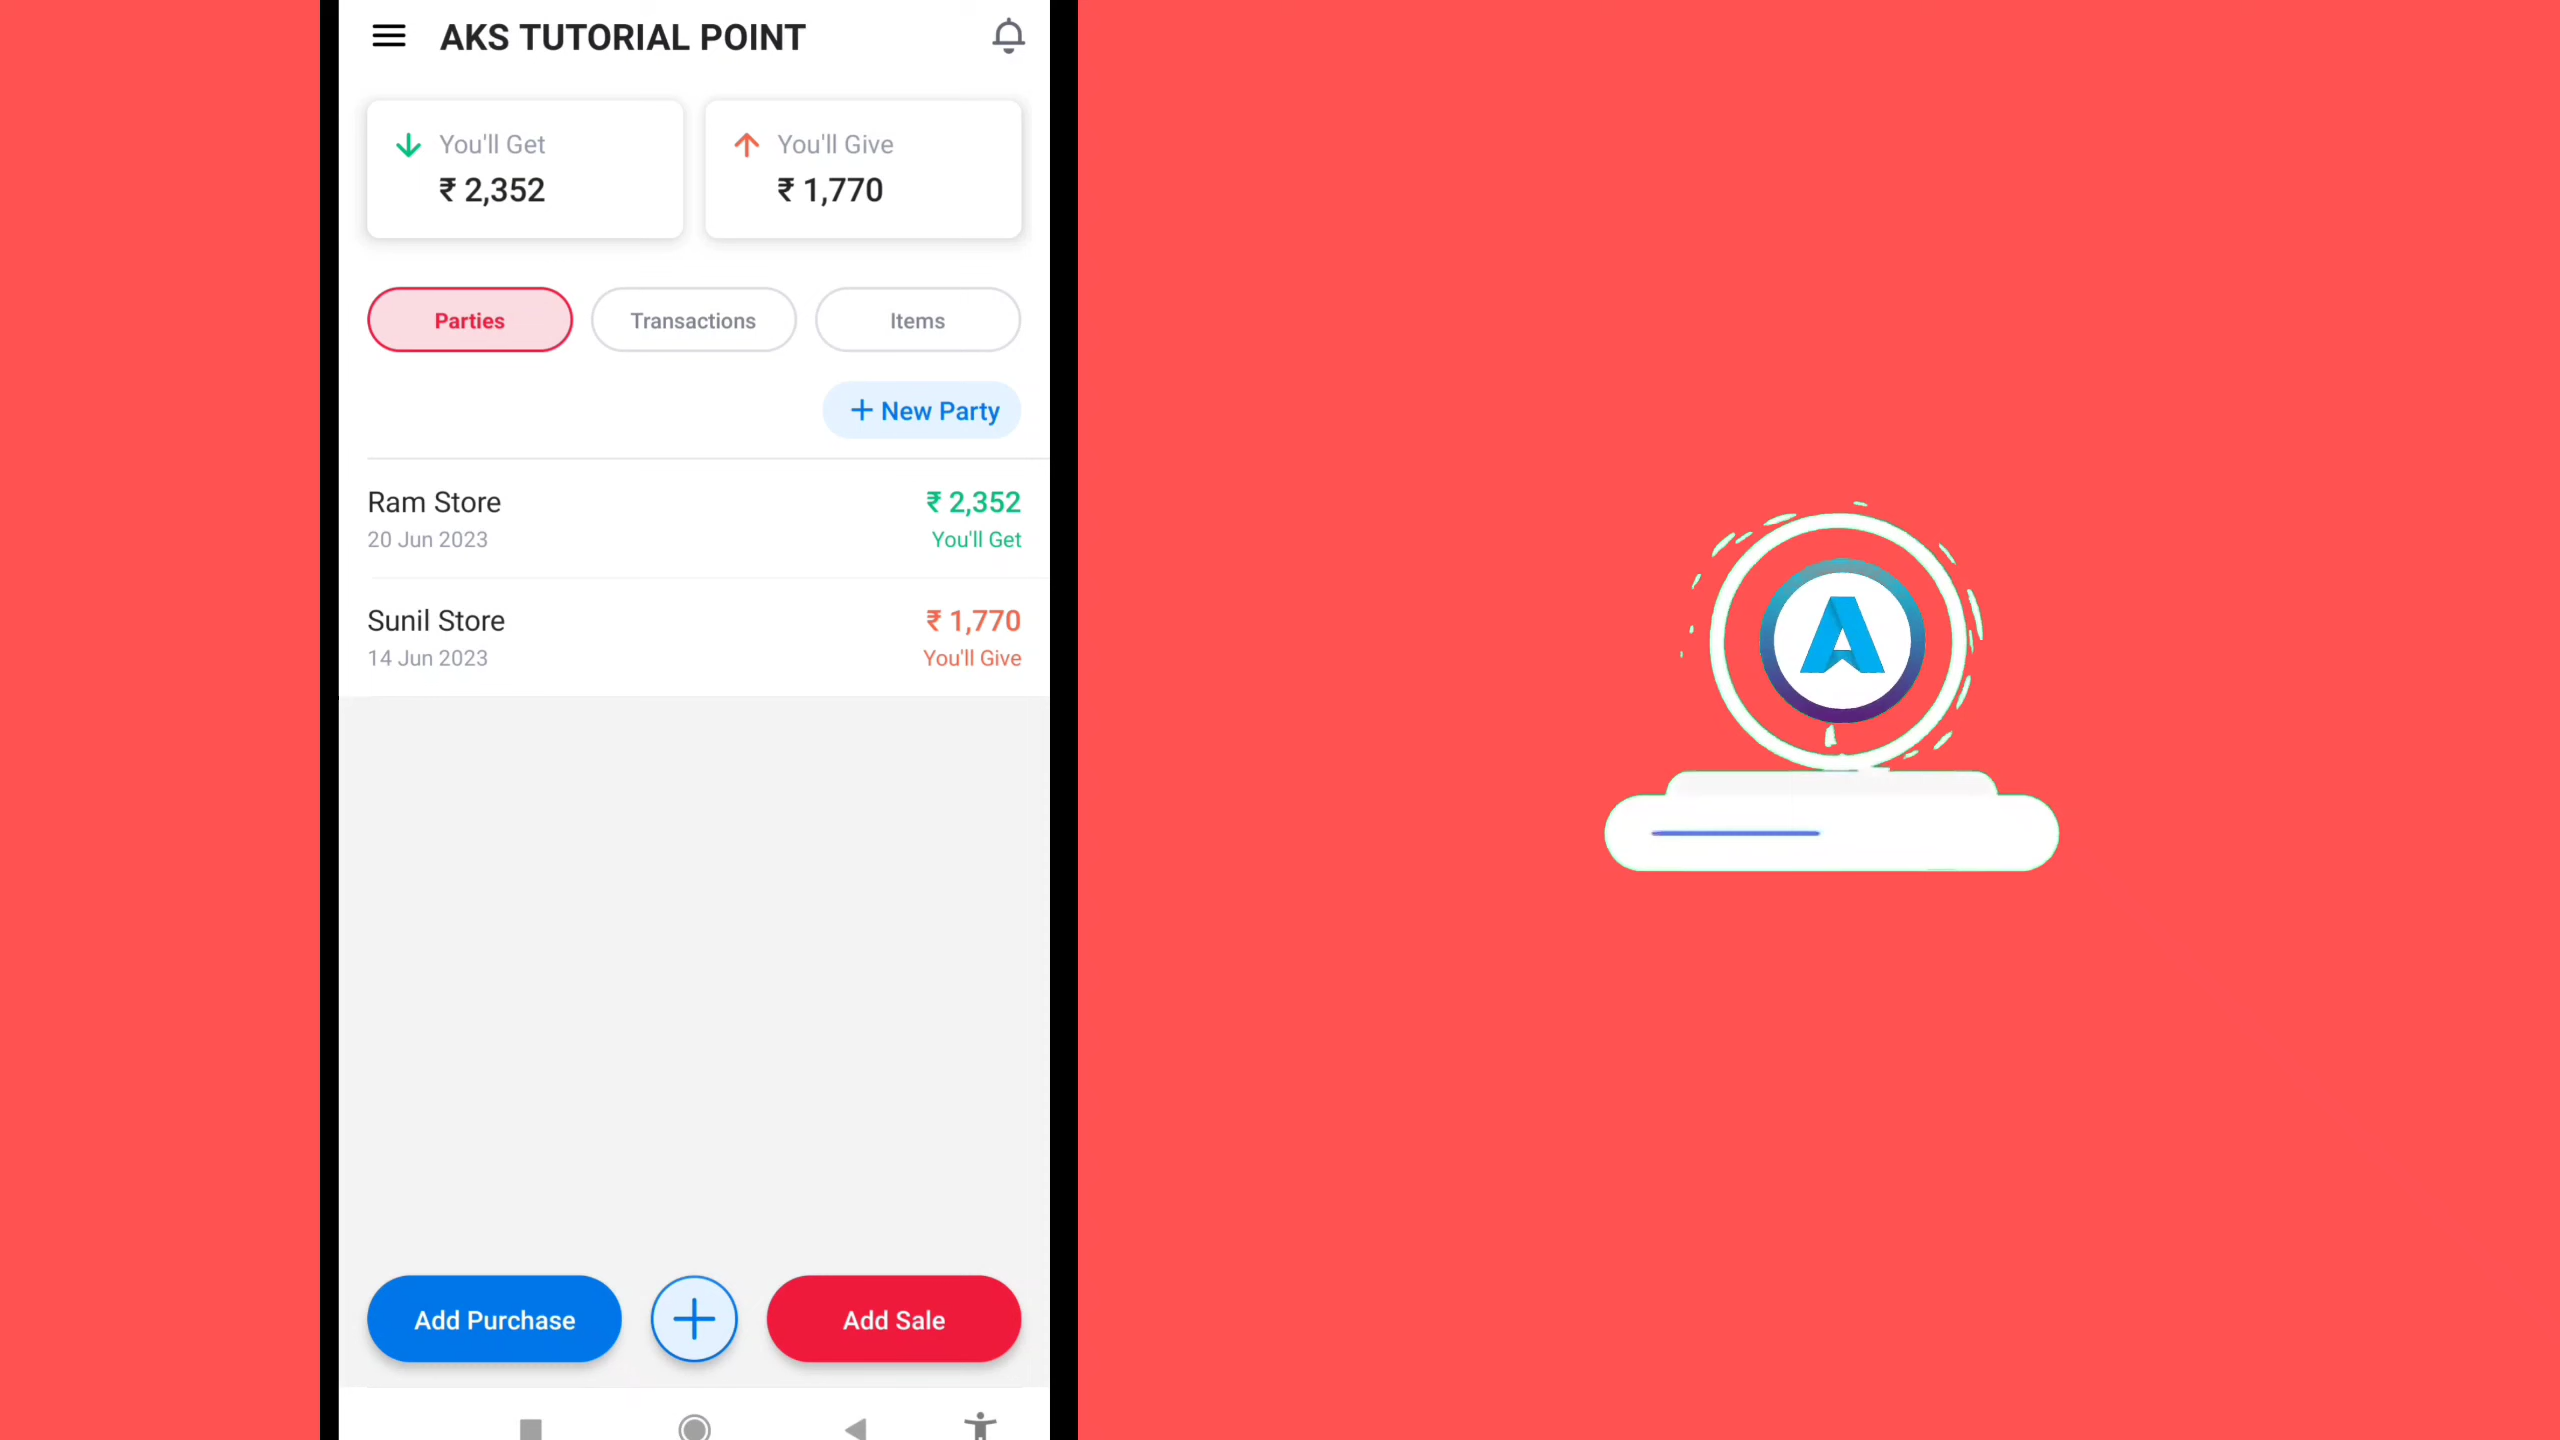 AKS TUTORIAL POINT
You'll Get
₹ 2,352
You'll Give
₹ 1,770
Parties
Transactions
Items
+ New Party
Ram Store
₹ 2,352
20 Jun 2023
You'll Get
Sunil Store
₹ 1,770
14 Jun 2023
You'll Give
Add Purchase
Add Sale
A